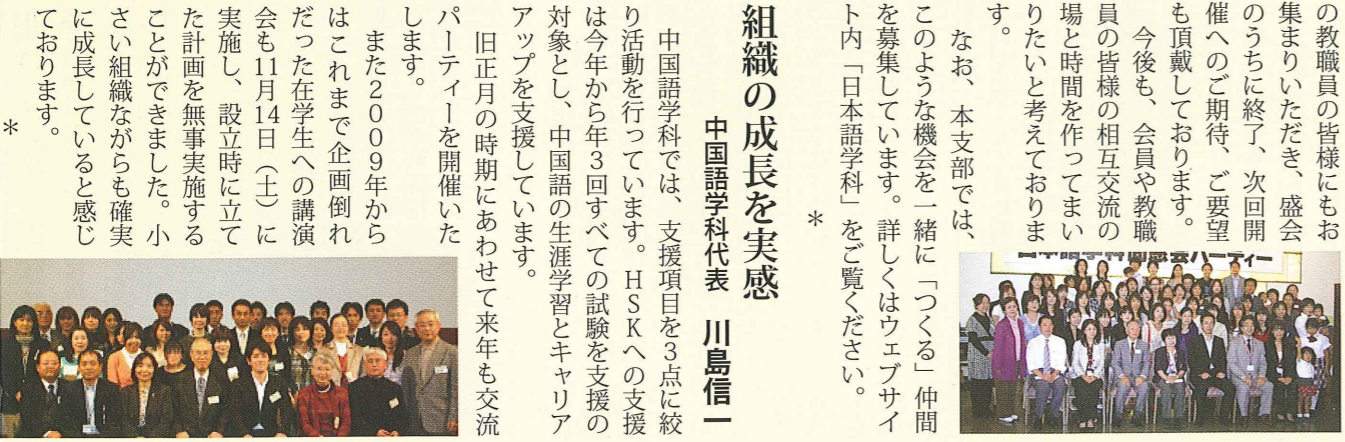 の教職員の皆様にもお
集まりいただき、盛会
のうちに終了、次回開
催へのご期待、ご要望
も頂戴しております。
　今後も、会員や教職
員の皆様の相互交流の
場と時間を作ってまい
りたいと考えておりま
す。
　なお、本支部では、
このような機会を一緒に「つくる」仲間
を募集しています。詳しくはウェブサイ
ト内「日本語学科」をご覧ください。
＊
日本語学科同窓会パーティー
組織の成長を実感
中国語学科代表　川島信一
　中国語学科では、支援項目を３点に絞
り活動を行っています。ＨＳＫへの支援
は今年から年３回すべての試験を支援の
対象とし、中国語の生涯学習とキャリア
アップを支援しています。
　旧正月の時期にあわせて来年も交流
パーティーを開催いた
します。
　また２００９年から
はこれまで企画倒れ
だった在学生への講演
会も11月14日（土）に
実施し、設立時に立て
た計画を無事実施する
ことができました。小
さい組織ながらも確実
に成長していると感じ
ております。
＊